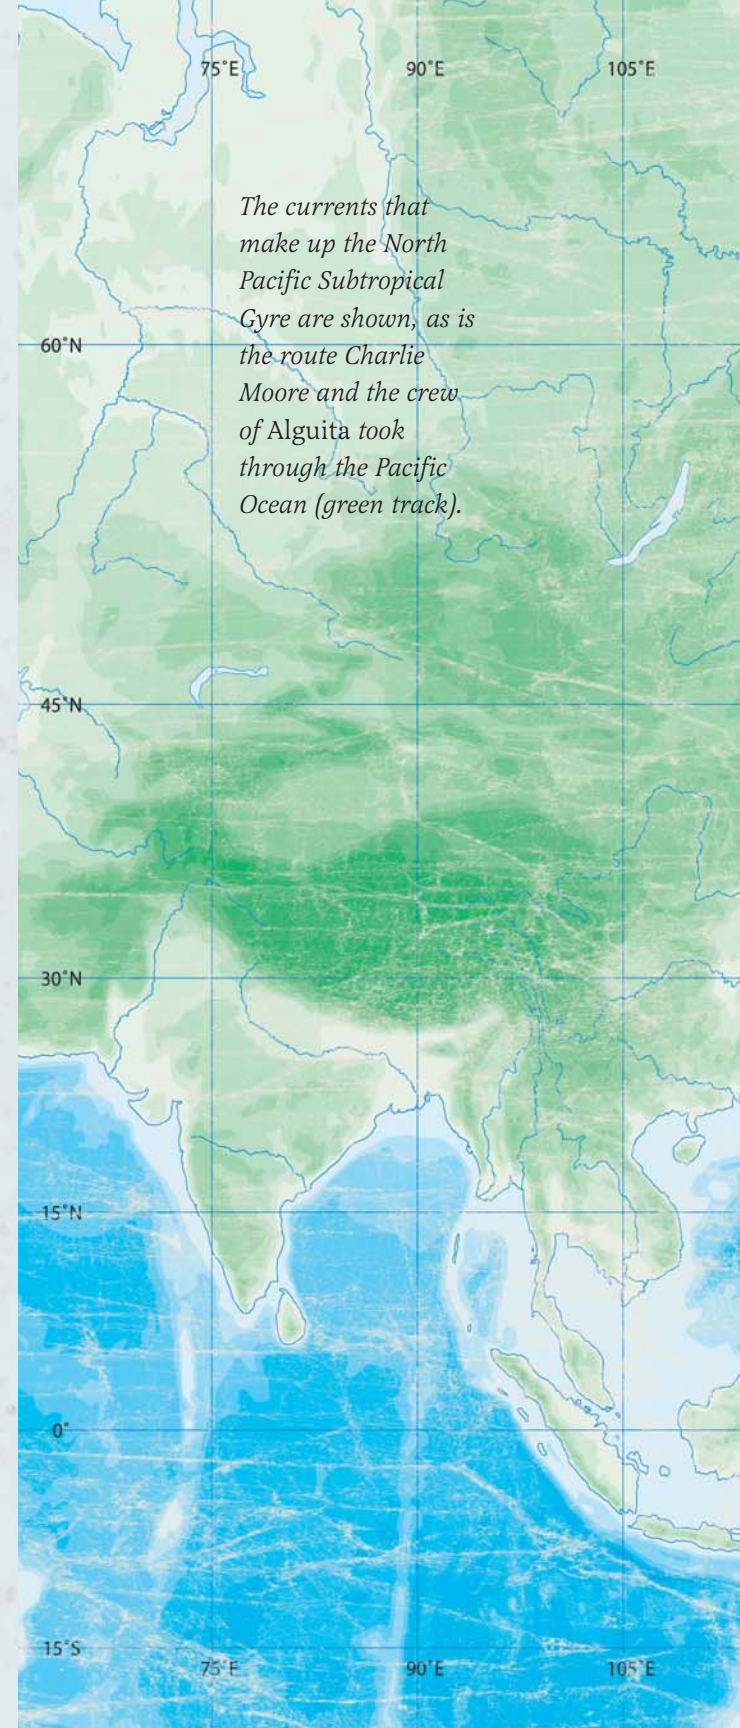 75°E 90°E 105°E
The currents that
make up the North
Pacific Subtropical
Gyre are shown, as is
the route Charlie
Moore and the crew
of Alguita took
through the Pacific
Ocean (green track).
60°N
45°N
30°N
15°N
0°
15°S
75°E 90°E 105°E